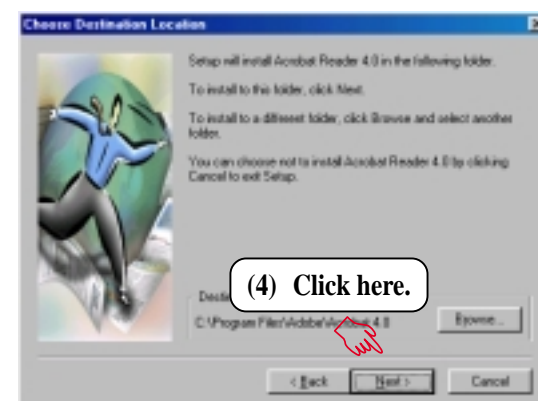 Choose Destination Location
Setup will install Acrobat Reader 4.0 in the following folder.
To install to this folder, click Next.
To install to a different folder, click Browse and select another
folder.
You can choose not to install Acrobat Reader 4.0 by clicking
Cancel to exit Setup.
(4) Click here.
C:\Program Files\Adobe\Acrobat 4.0
Browse...
< Back
Next >
Cancel